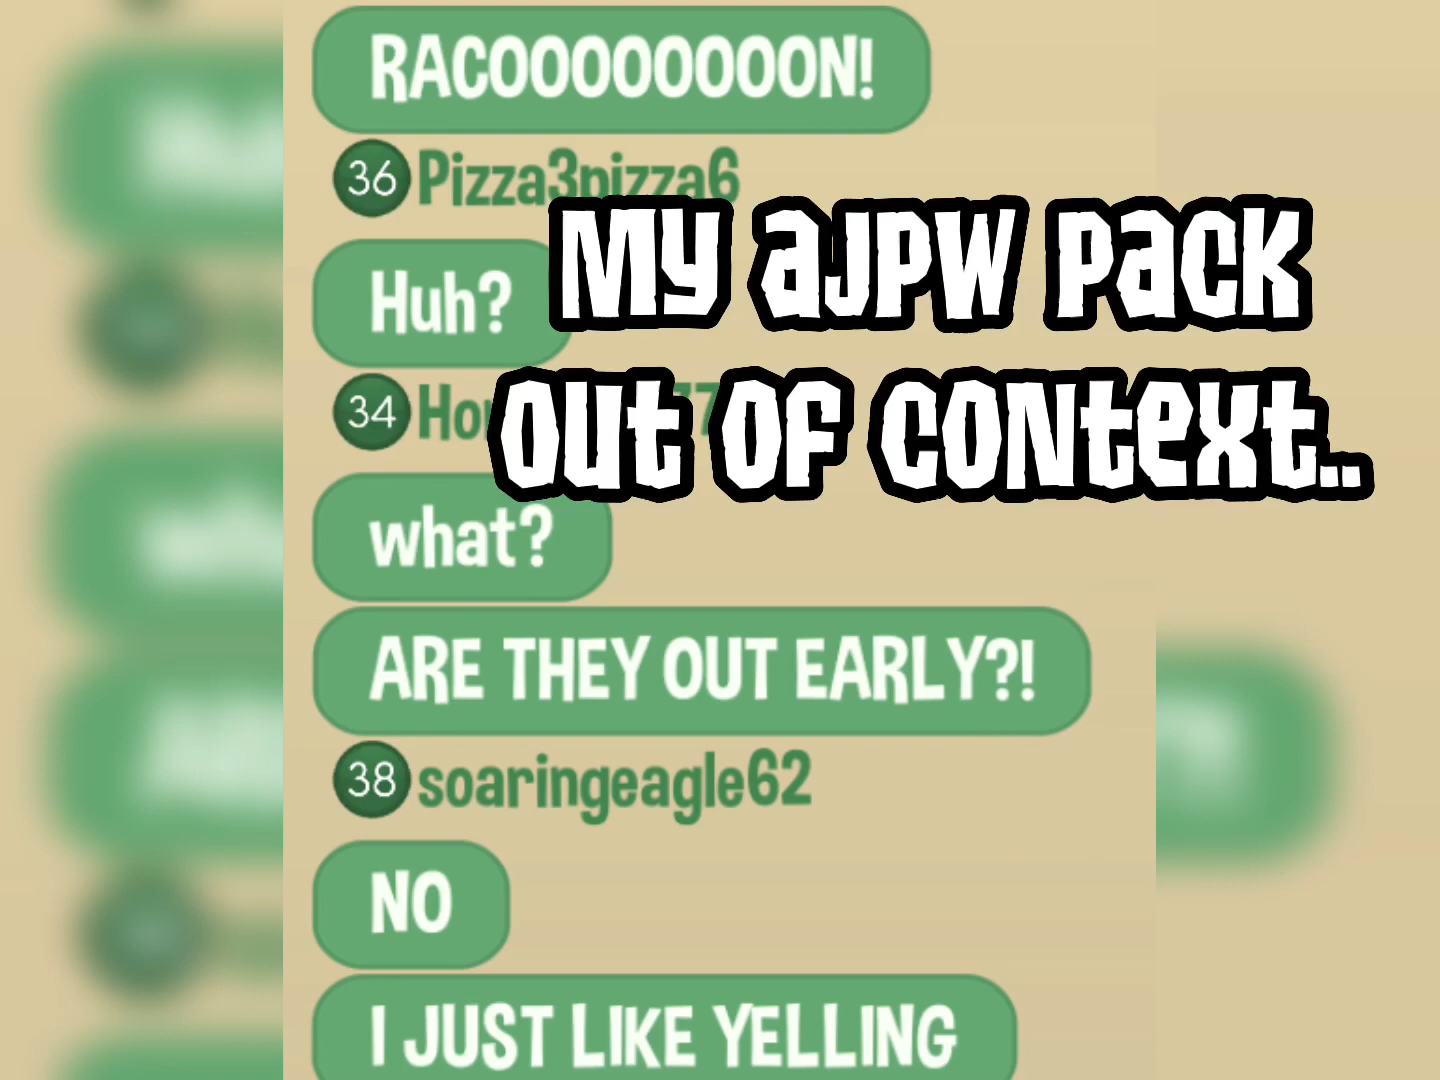 RACOOOOOOOON!
36 Pizza3pizza6
Huh?
34
what?
ARE THEY OUT EARLY?!
38 soaringeagle62
NO
I JUST LIKE YELLING
My AJPW PACK
OUT OF CONTEXT..